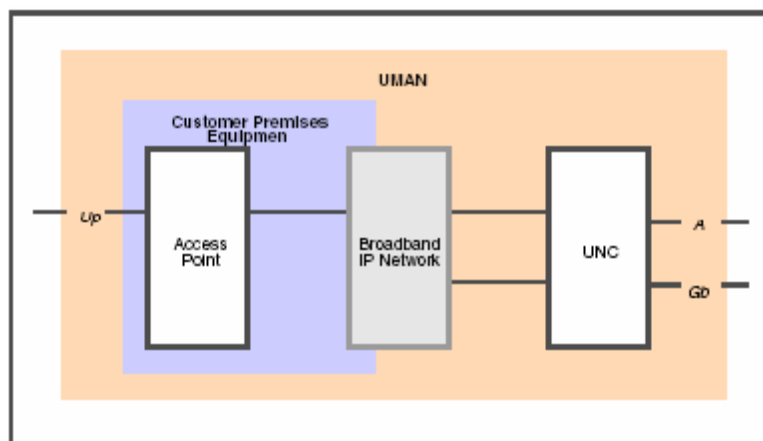 UMAN
Customer Premises
Equipmen
Up
Access
Point
Broadband
IP Network
UNC
A
Gb